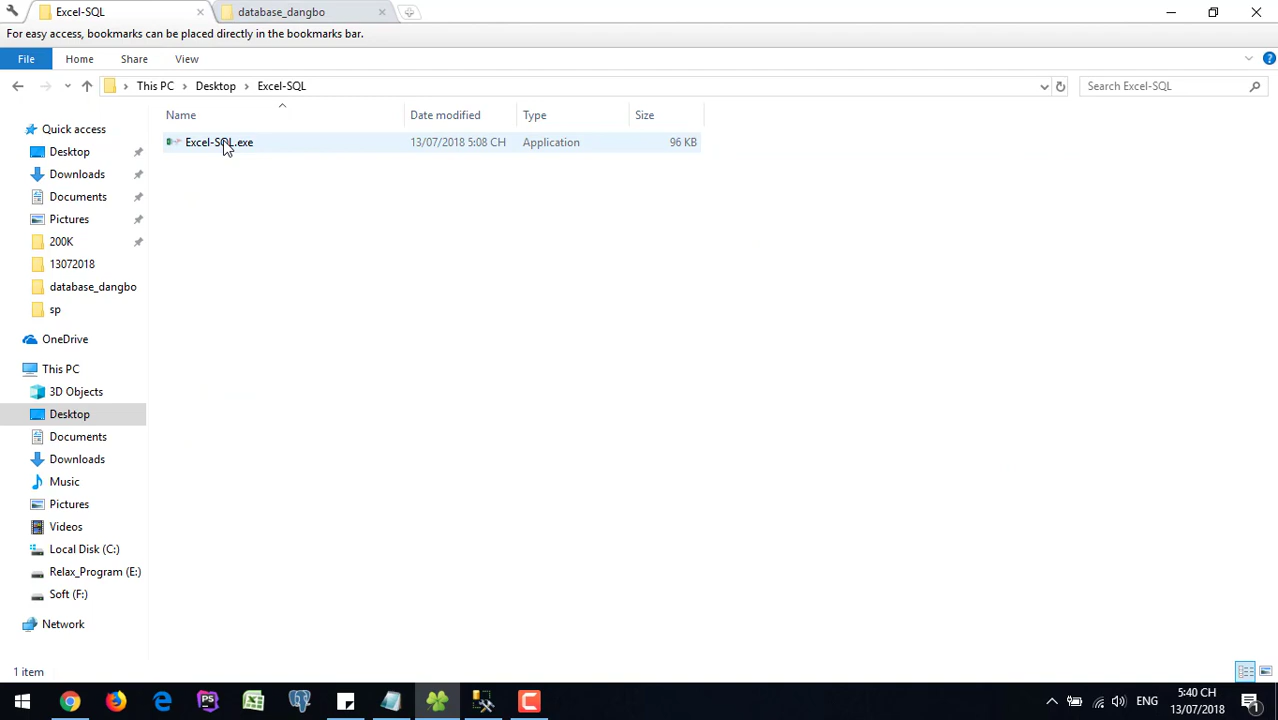 Excel-SQL
database_dangbo
For easy access, bookmarks can be placed directly in the bookmarks bar.
File Home Share View
This PC Desktop Excel-SQL Search Excel-SQL
Name Date modified Type Size
Excel-SQL.exe 13/07/2018 5:08 CH Application 96 KB
Quick access
Desktop
Downloads
Documents
Pictures
200K
13072018
database_dangbo
sp
OneDrive
This PC
3D Objects
Desktop
Documents
Downloads
Music
Pictures
Videos
Local Disk (C:)
Relax_Program (E:)
Soft (F:)
Network
1 item
PS
ENG
5:40 CH
13/07/2018
1